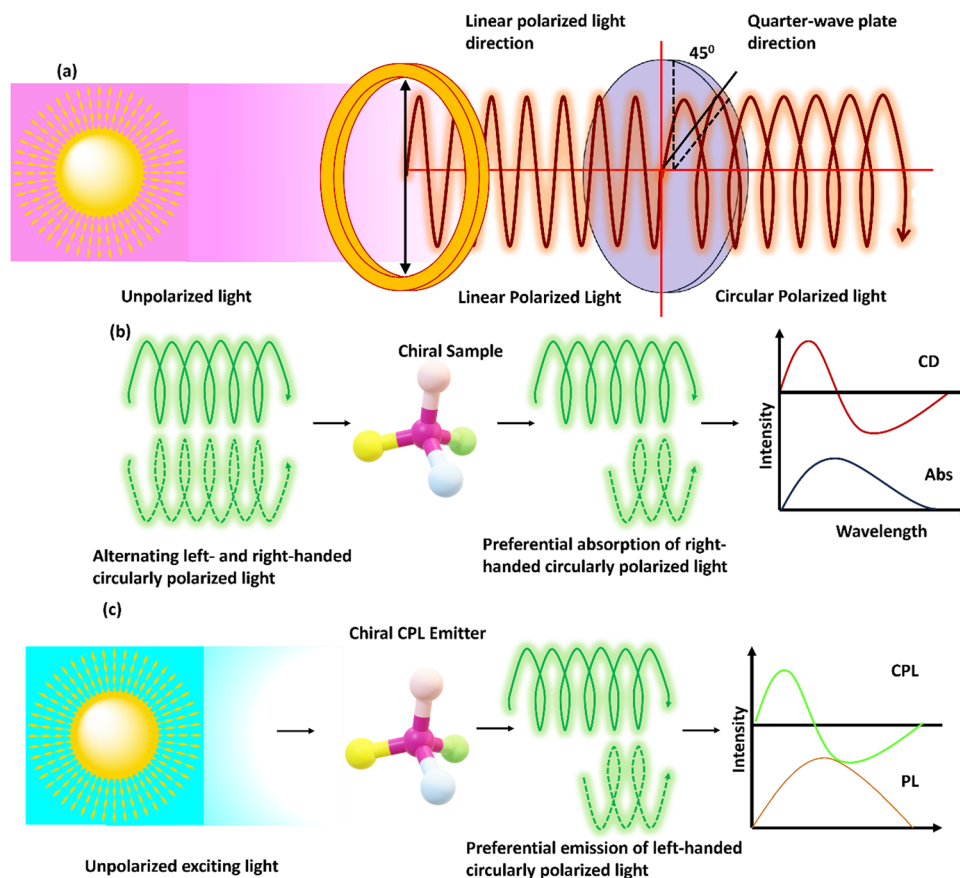 Linear polarized light
direction
Quarter-wave plate
direction
45⁰
(a)
Unpolarized light
Linear Polarized Light
Circular Polarized light
(b)
Chiral Sample
CD
Abs
Intensity
Wavelength
Alternating left- and right-handed
circularly polarized light
Preferential absorption of right-
handed circularly polarized light
(c)
Chiral CPL Emitter
CPL
PL
Intensity
Unpolarized exciting light
Preferential emission of left-handed
circularly polarized light